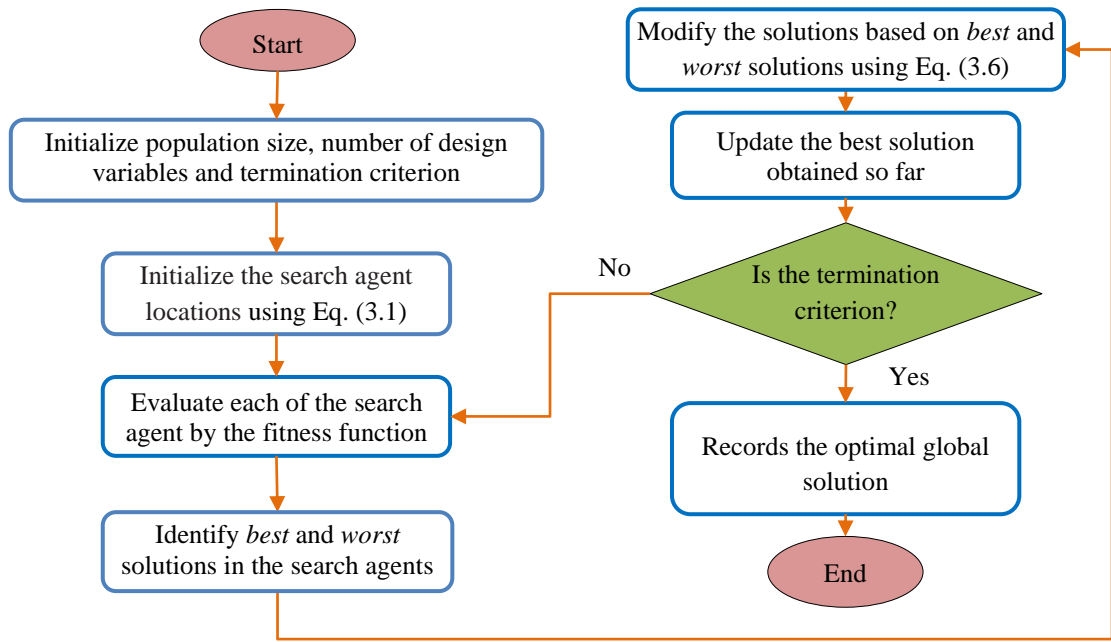 Start
Initialize population size, number of design
variables and termination criterion
Initialize the search agent
locations using Eq. (3.1)
Evaluate each of the search
agent by the fitness function
Identify best and worst
solutions in the search agents
Modify the solutions based on best and
worst solutions using Eq. (3.6)
Update the best solution
obtained so far
Is the termination
criterion?
No
Yes
Records the optimal global
solution
End